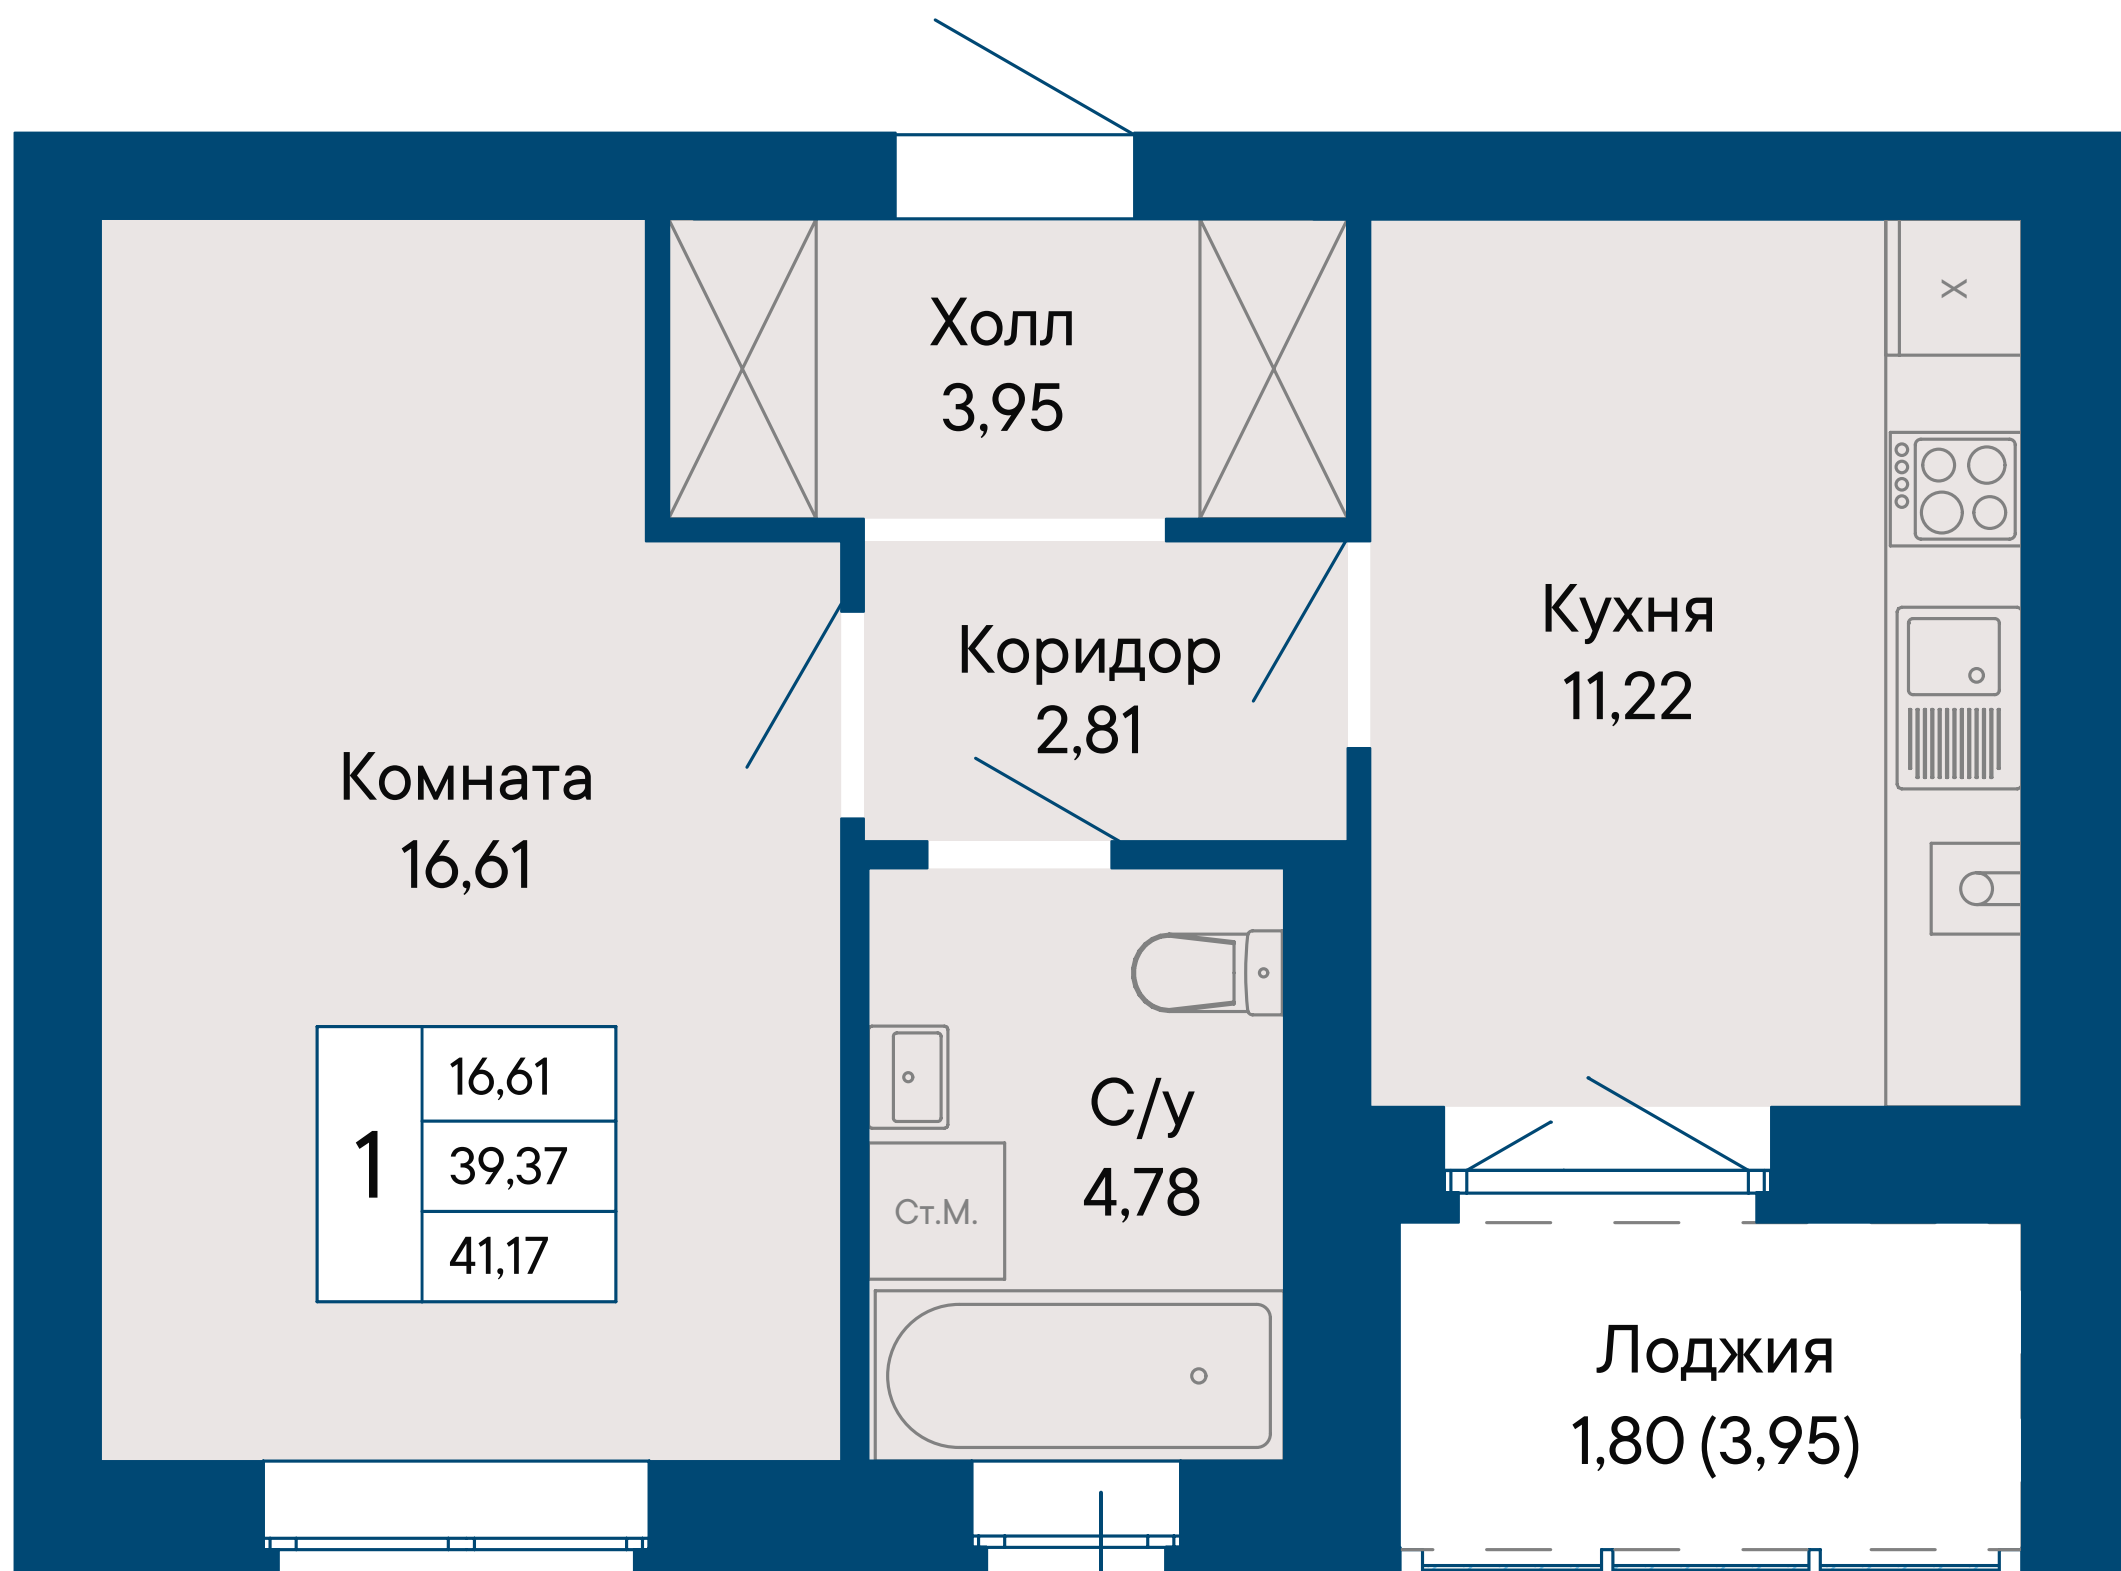 Холл
3,95
Х
Кухня
11,22
Коридор
2,81
Комната
16,61
1
16,61
39,37
41,17
С/у
4,78
Ст.М.
Лоджия
1,80 (3,95)